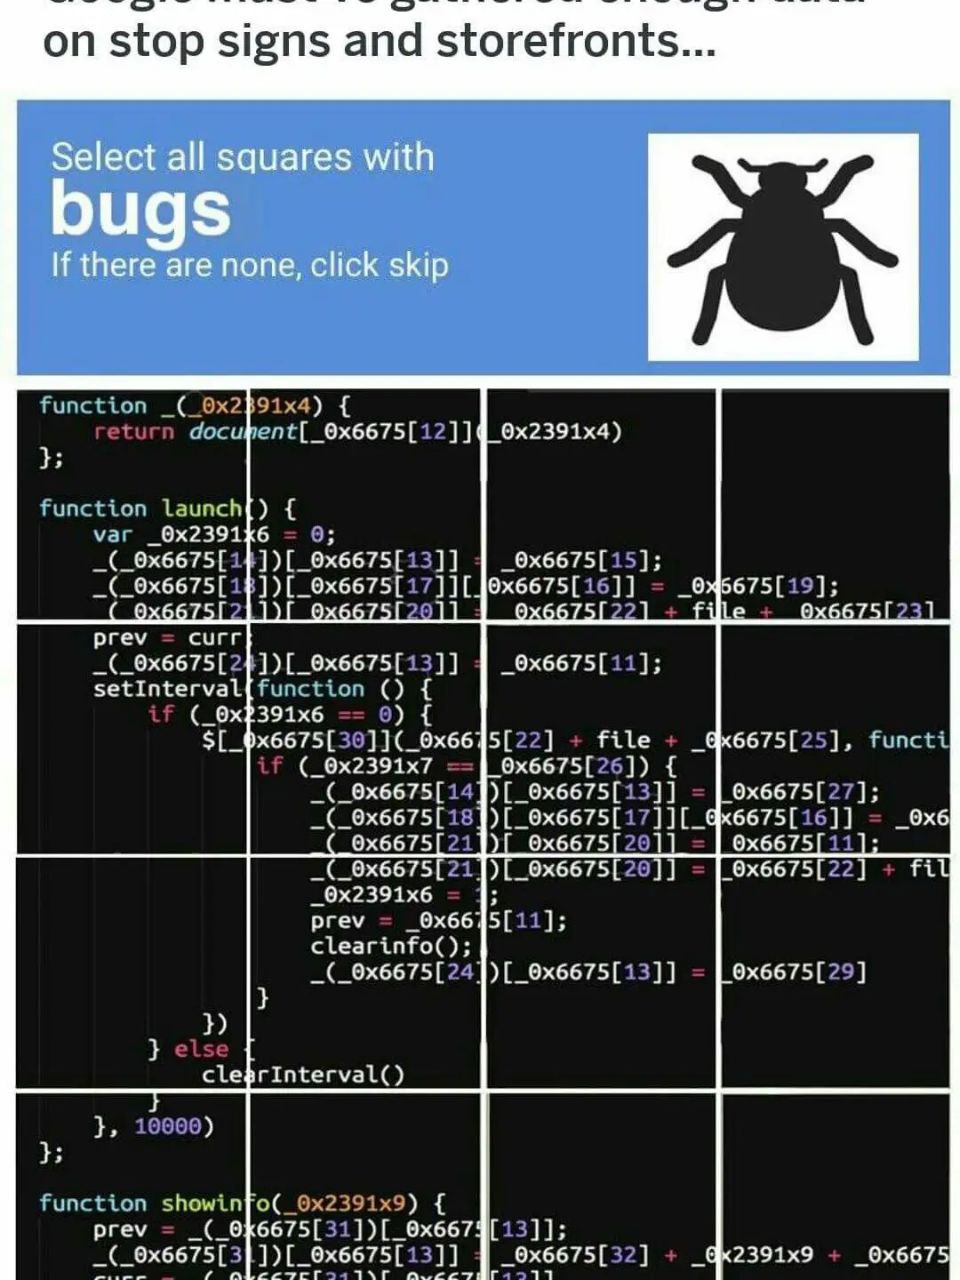 on stop signs and storefronts...
Select all squares with
bugs
If there are none, click skip
function _(_0x2391x4) {
return document[_0x6675[12]](_0x2391x4)
};
function launch() {
var _0x2391x6 = 0;
_(_0x6675[14])[_0x6675[13]] = _0x6675[15];
_(_0x6675[18])[_0x6675[17]][_0x6675[16]] = _0x6675[19];
_(_0x6675[21])[_0x6675[20]] = _0x6675[22] + file + _0x6675[23]
prev = curr;
_(_0x6675[24])[_0x6675[13]] = _0x6675[11];
setInterval(function () {
if (_0x2391x6 == 0) {
$[_0x6675[30]](_0x6675[22] + file + _0x6675[25], functi
if (_0x2391x7 == _0x6675[26]) {
_(_0x6675[14])[_0x6675[13]] = _0x6675[27];
_(_0x6675[18])[_0x6675[17]][_0x6675[16]] = _0x6
_(_0x6675[21])[_0x6675[20]] = _0x6675[11];
_(_0x6675[21])[_0x6675[20]] = _0x6675[22] + fil
_0x2391x6 = ;
prev = _0x6675[11];
clearinfo();
_(_0x6675[24])[_0x6675[13]] = _0x6675[29]
}
})
} else {
clearInterval()
}
}, 10000)
};
function showinfo(_0x2391x9) {
prev = _(_0x6675[31])[_0x6675[13]];
_(_0x6675[31])[_0x6675[13]] = _0x6675[32] + _0x2391x9 + _0x6675